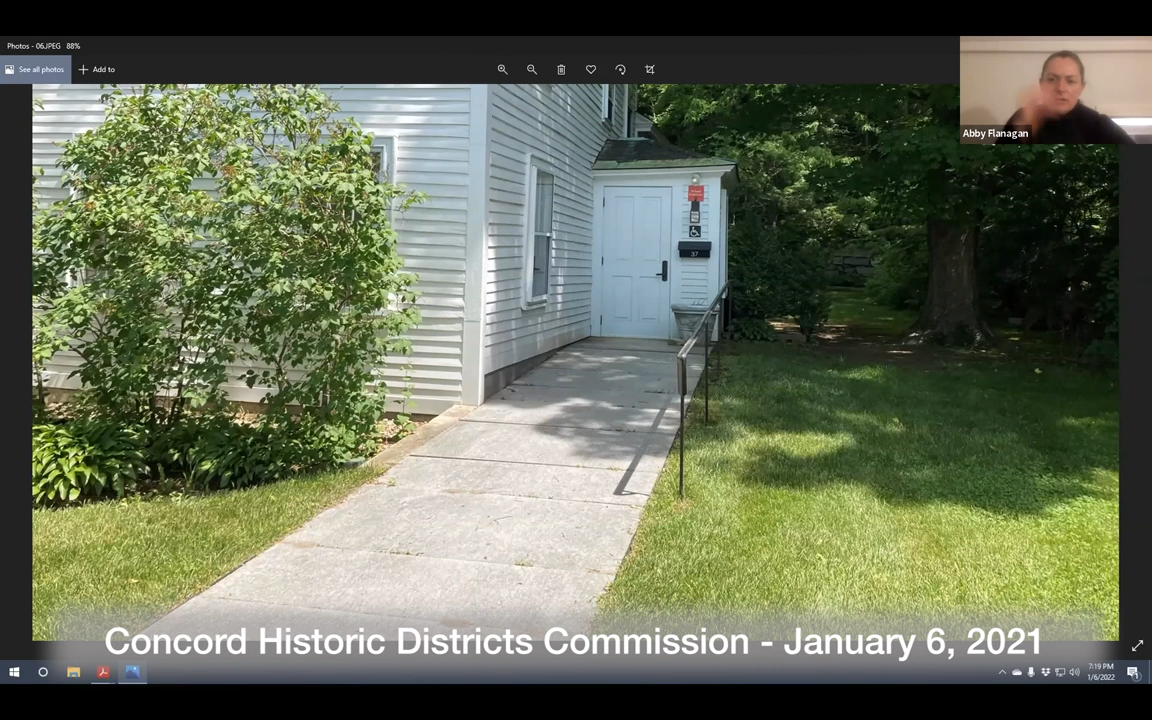 Photos - 06.JPEG 88%
See all photos
Add to
Abby Flanagan
37
Concord Historic Districts Commission - January 6, 2021
7:19 PM
1/6/2022